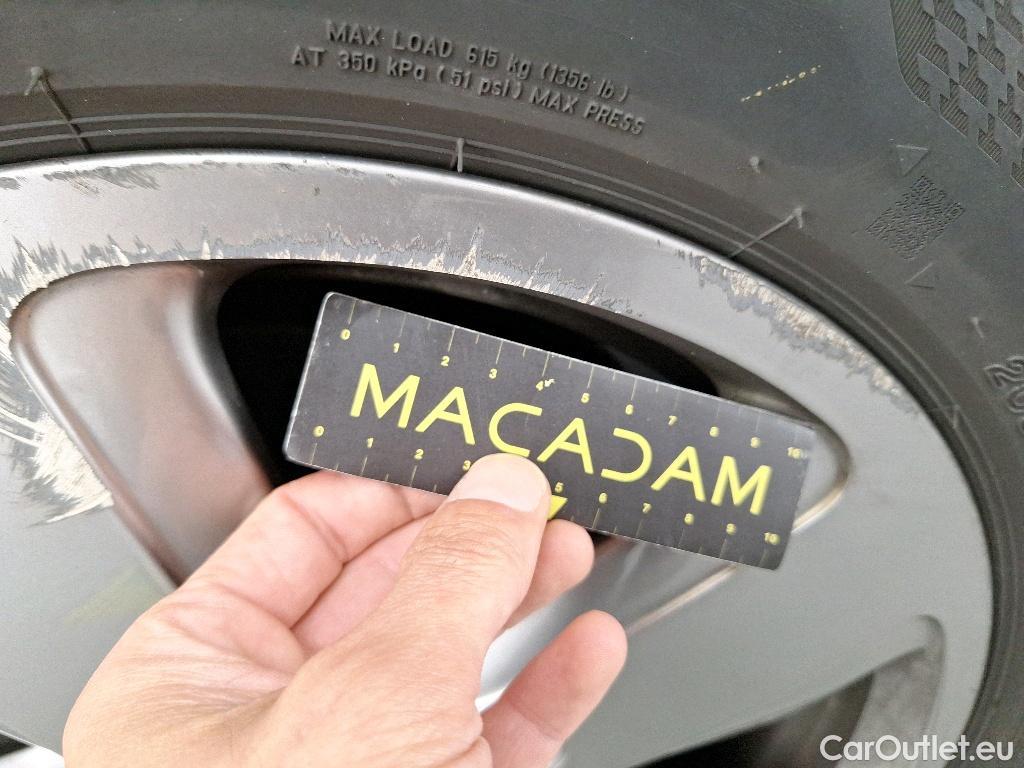 MAX LOAD 615 kg (1356 lb)
AT 350 kPa (51 psi) MAX PRESS
0 1 2 3 4 5 6 7 8 9 10
MACADAM
0 1 2 3 5 6 7 8 9 10
CarOutlet.eu